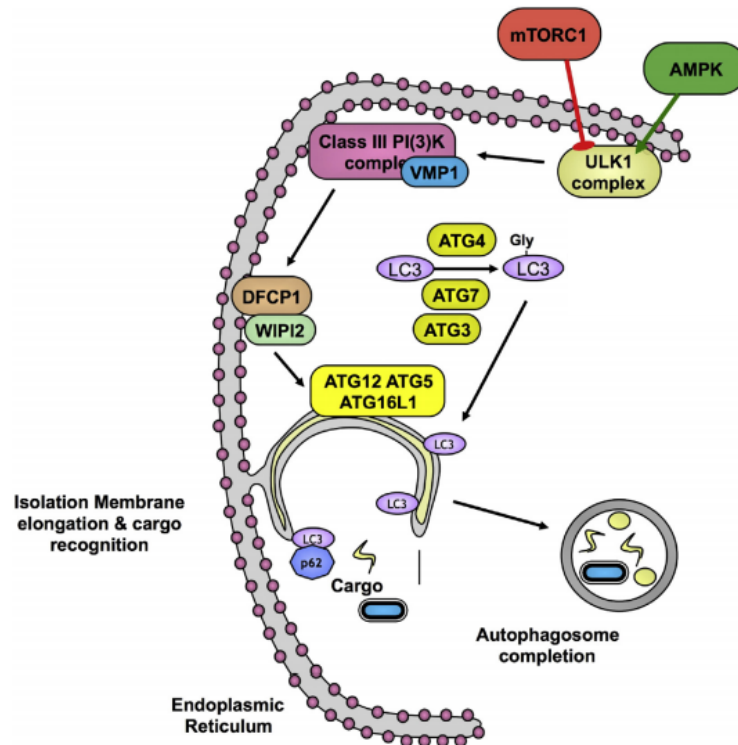 mTORC1
AMPK
Class III PI(3)K
complex
VMP1
ULK1
complex
ATG4
Gly
LC3
LC3
ATG7
ATG3
DFCP1
WIPI2
ATG12 ATG5
ATG16L1
LC3
LC3
Isolation Membrane
elongation & cargo
recognition
LC3
p62
Cargo
Autophagosome
completion
Endoplasmic
Reticulum